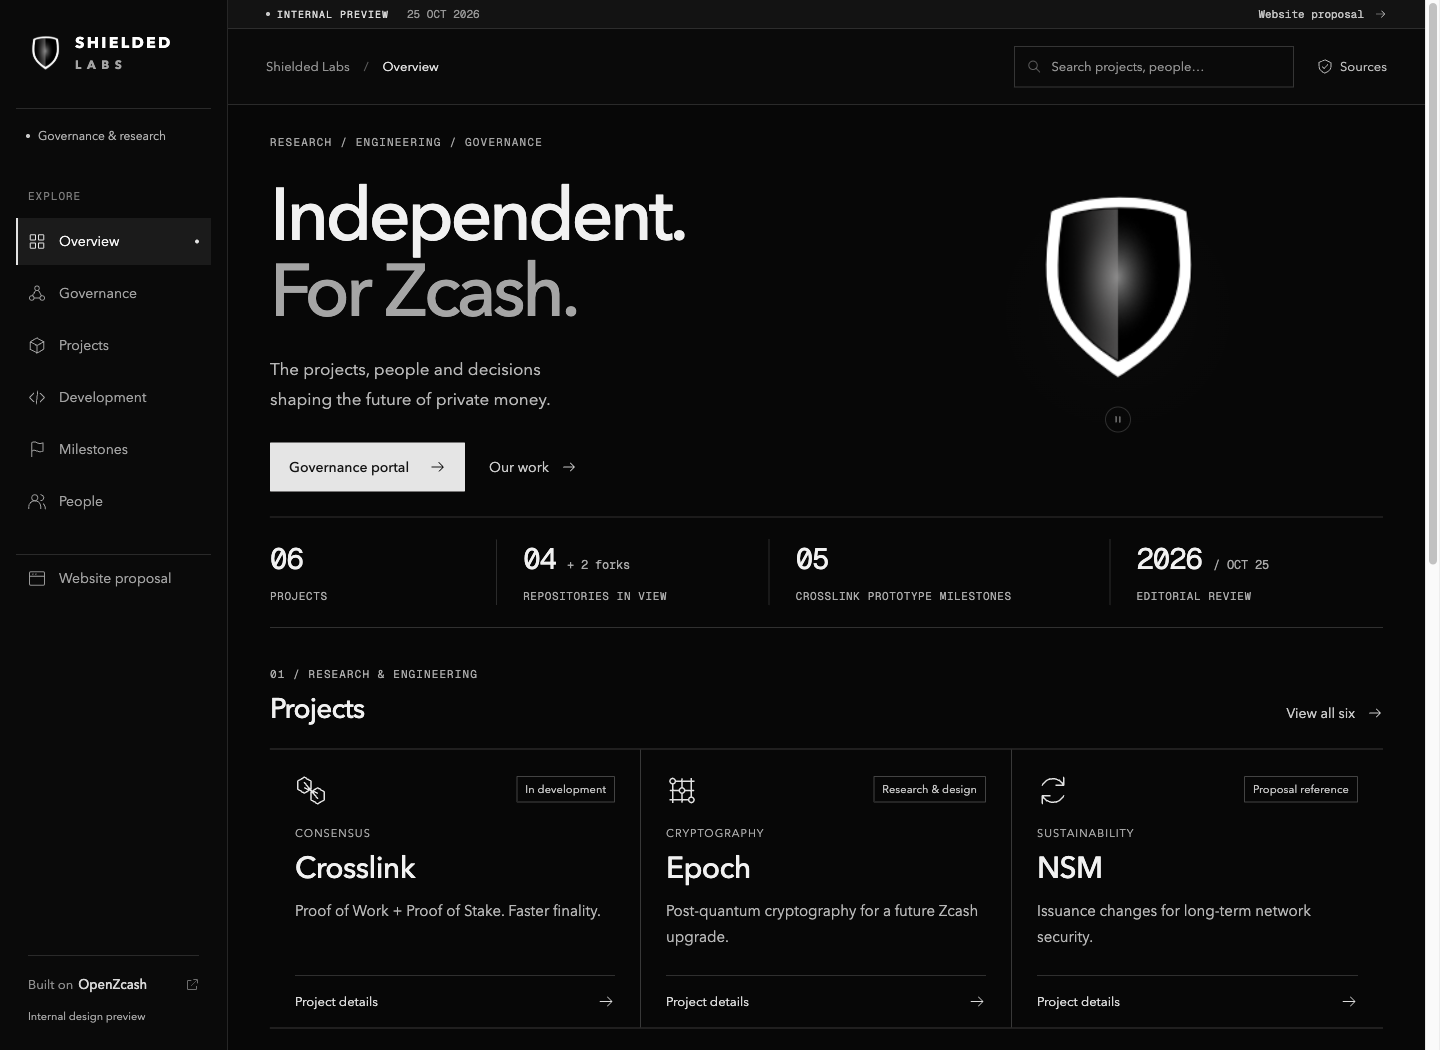 SHIELDED
LABS
Governance & research
EXPLORE
Overview
Governance
Projects
Development
Milestones
People
Website proposal
Built on OpenZcash
Internal design preview
INTERNAL PREVIEW 25 OCT 2026
Website proposal
Shielded Labs / Overview
Search projects, people…
Sources
RESEARCH / ENGINEERING / GOVERNANCE
Independent.
For Zcash.
The projects, people and decisions
shaping the future of private money.
Governance portal
Our work
06
PROJECTS
04 + 2 forks
REPOSITORIES IN VIEW
05
CROSSLINK PROTOTYPE MILESTONES
2026 / OCT 25
EDITORIAL REVIEW
01 / RESEARCH & ENGINEERING
Projects
View all six
In development
CONSENSUS
Crosslink
Proof of Work + Proof of Stake. Faster finality.
Project details
Research & design
CRYPTOGRAPHY
Epoch
Post-quantum cryptography for a future Zcash
upgrade.
Project details
Proposal reference
SUSTAINABILITY
NSM
Issuance changes for long-term network
security.
Project details